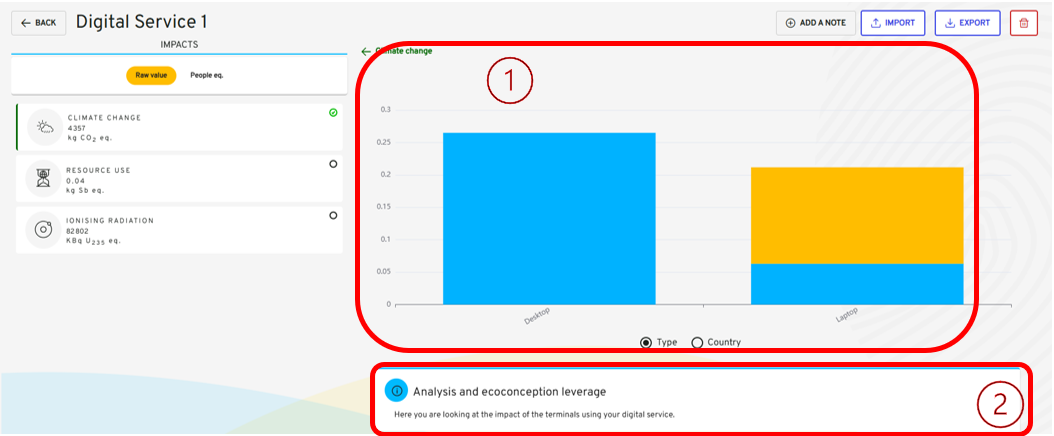 BACK
Digital Service 1
ADD A NOTE
IMPORT
EXPORT
IMPACTS
Raw value
People eq.
CLIMATE CHANGE
4357
kg CO2 eq.
RESOURCE USE
0.04
kg Sb eq.
IONISING RADIATION
82802
KBq U235 eq.
Climate change
1
0.3
0.25
0.2
0.15
0.1
0.05
0
Desktop
Laptop
Type
Country
Analysis and ecoconception leverage
Here you are looking at the impact of the terminals using your digital service.
2